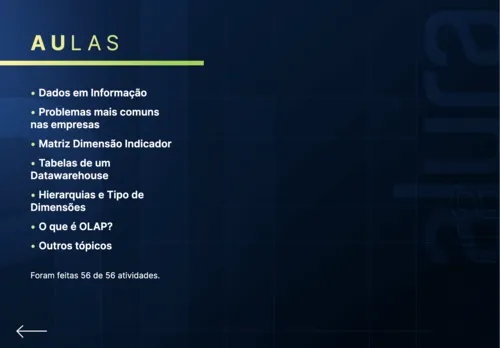 AULAS
• Dados em Informação
• Problemas mais comuns
nas empresas
• Matriz Dimensão Indicador
• Tabelas de um
Datawarehouse
• Hierarquias e Tipo de
Dimensões
• O que é OLAP?
• Outros tópicos
Foram feitas 56 de 56 atividades.
alura